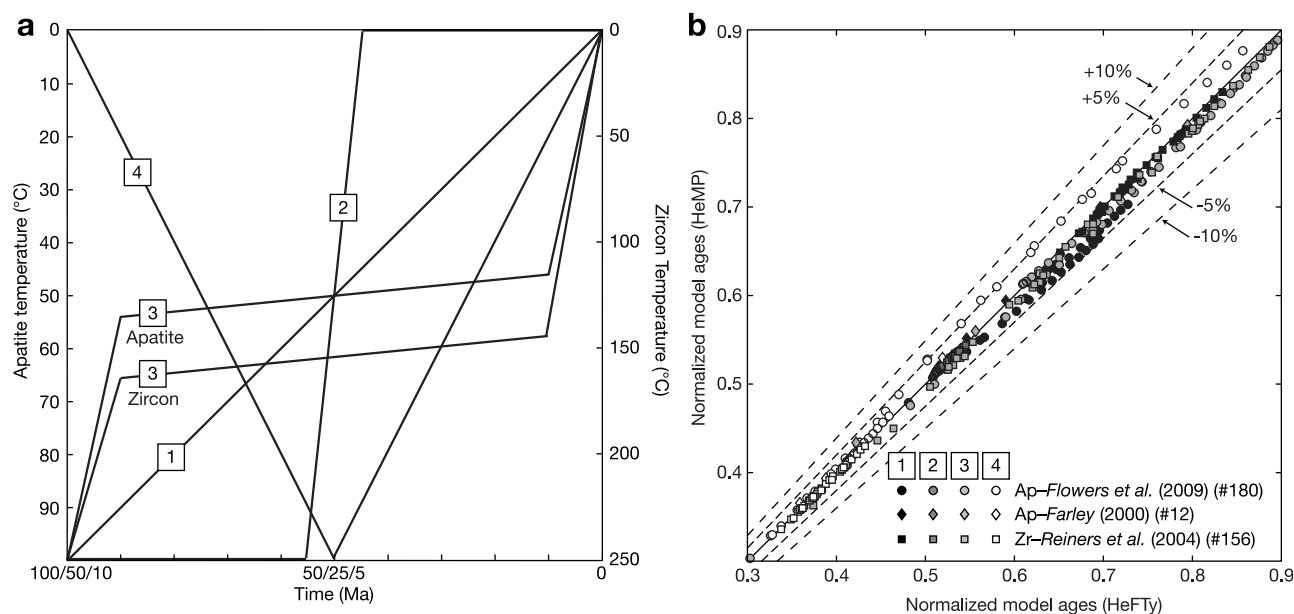 a
0
10
20
30
40
50
60
70
80
90
Apatite temperature (°C)
4
2
3
Apatite
3
Zircon
1
0
50
100
150
200
250
Zircon Temperature (°C)
100/50/10
50/25/5
0
Time (Ma)
b
0.9
0.8
0.7
0.6
0.5
0.4
Normalized model ages (HeMP)
+10%
+5%
-5%
-10%
1 2 3 4
Ap–Flowers et al. (2009) (#180)
Ap–Farley (2000) (#12)
Zr–Reiners et al. (2004) (#156)
0.3 0.4 0.5 0.6 0.7 0.8 0.9
Normalized model ages (HeFTy)